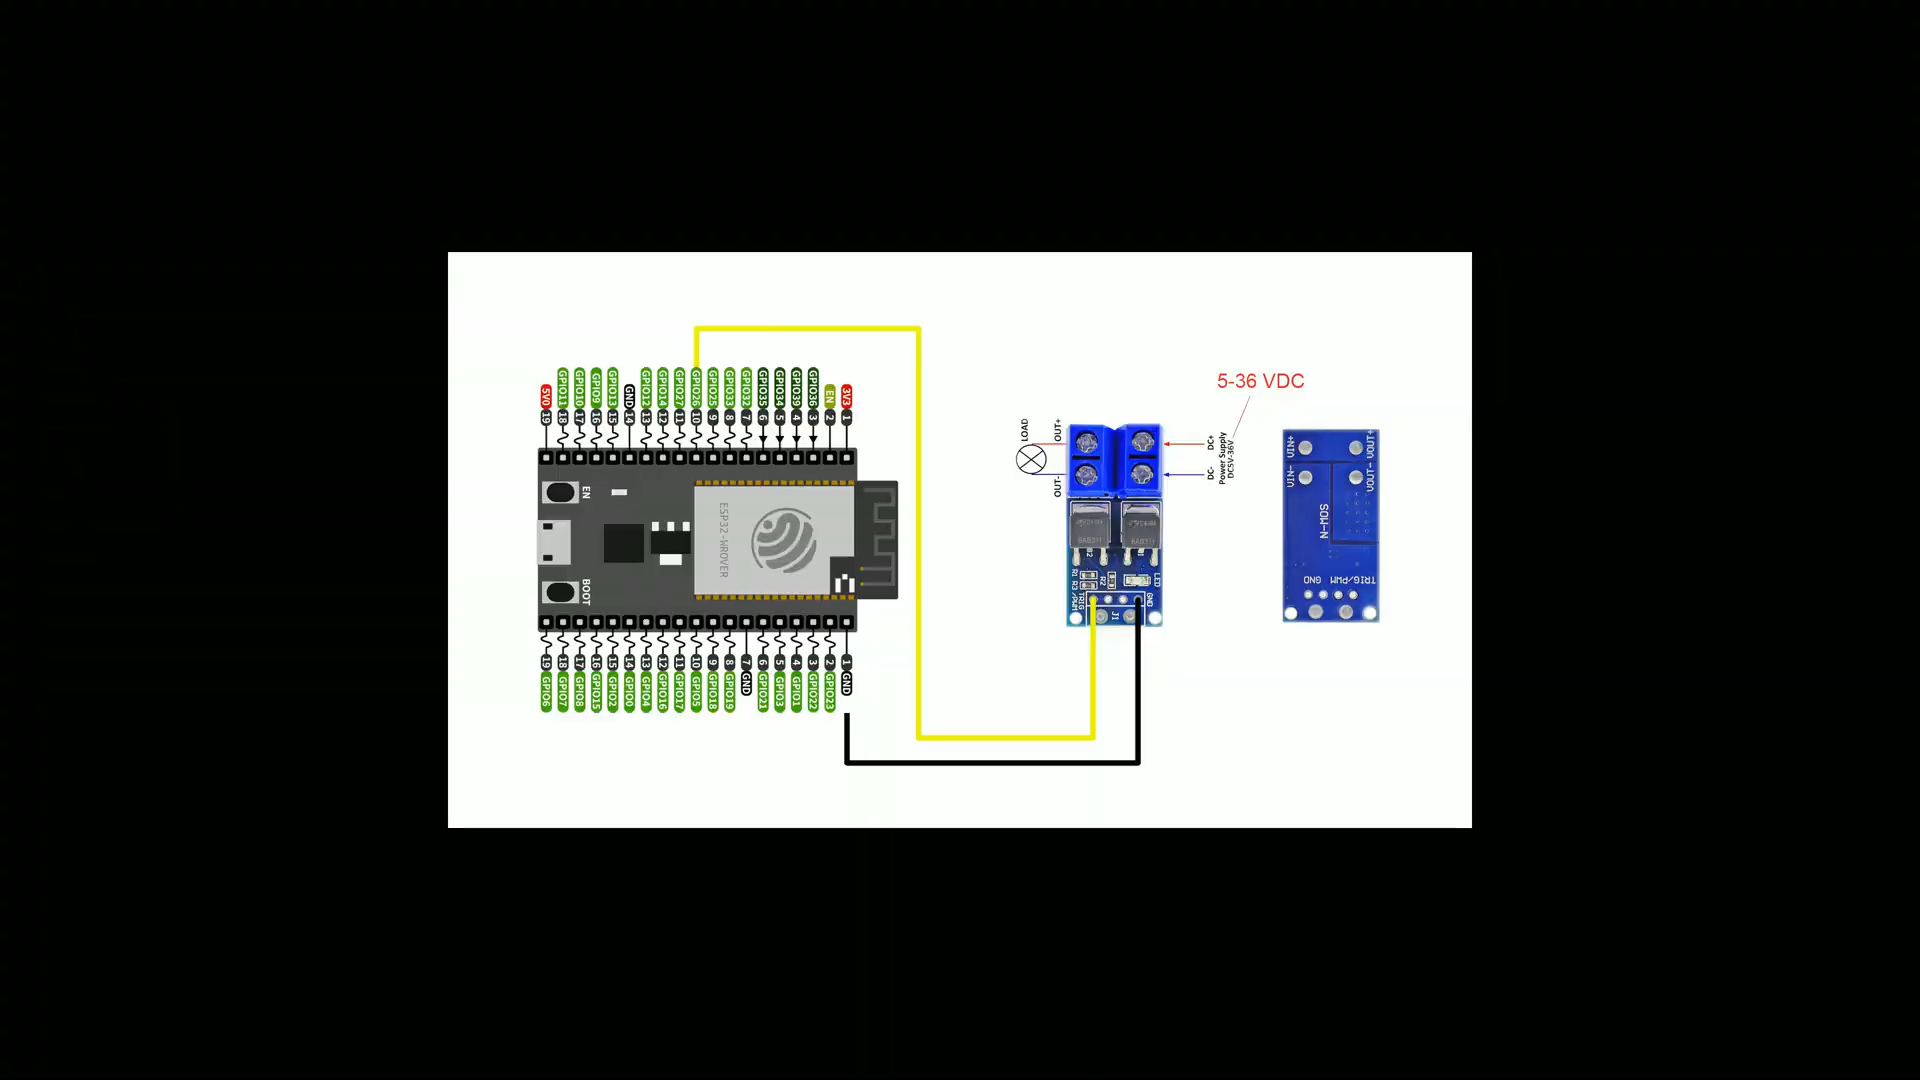 5V0 GPIO11 GPIO10 GPIO9 GPIO13 GND GPIO12 GPIO14 GPIO27 GPIO26 GPIO25 GPIO33 GPIO32 GPIO35 GPIO34 GPIO39 GPIO36 EN 3V3
19 18 17 16 15 14 13 12 11 10 9 8 7 6 5 4 3 2 1
EN
BOOT
ESP32-WROVER
19 18 17 16 15 14 13 12 11 10 9 8 7 6 5 4 3 2 1
GPIO6 GPIO7 GPIO8 GPIO15 GPIO2 GPIO0 GPIO4 GPIO16 GPIO17 GPIO5 GPIO18 GPIO19 GND GPIO21 GPIO3 GPIO1 GPIO22 GPIO23 GND
5-36 VDC
LOAD
OUT+
OUT-
DC+
DC-
Power Supply
DC5V-36V
R1
R3
R2
LED
TRIG
/PWM
GND
J1
VIN+
VIN-
VOUT+
VOUT-
N-MOS
GND
TRIG/PWM